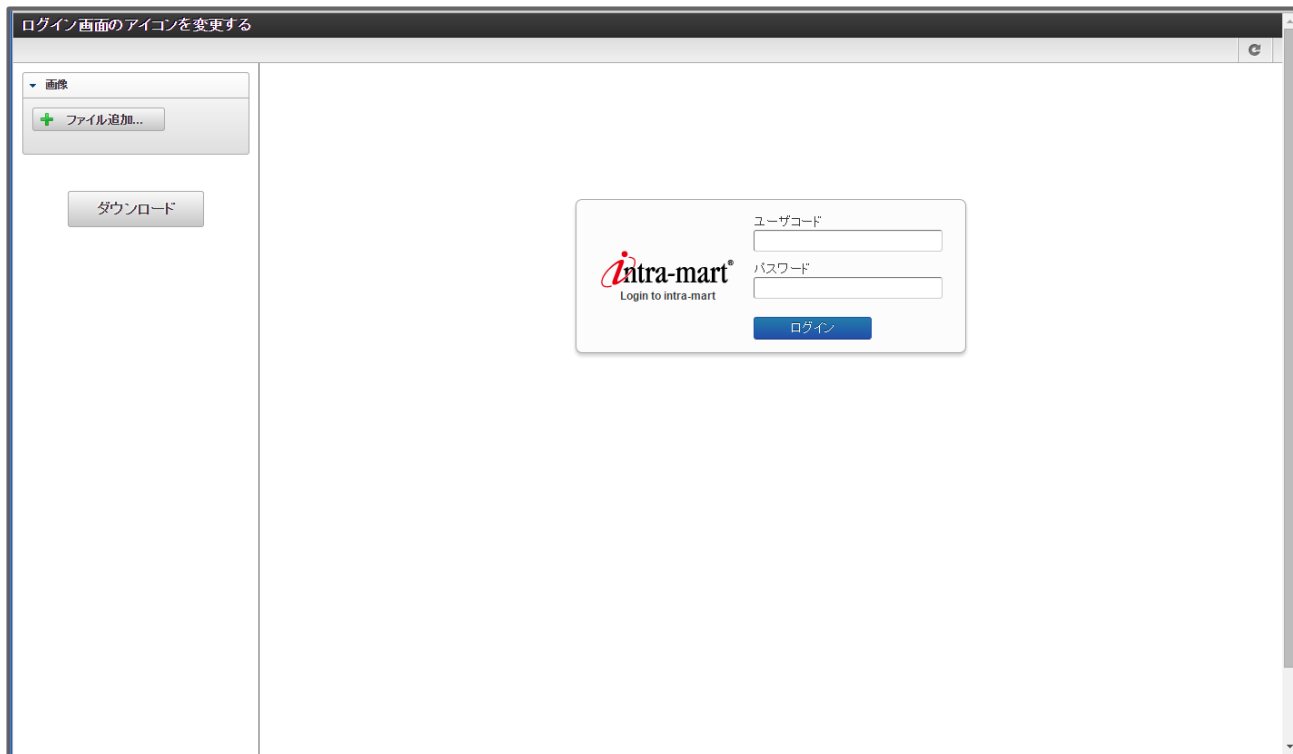 ログイン画面のアイコンを変更する
画像
ファイル追加...
ダウンロード
ユーザコード
intra-mart®
Login to intra-mart
パスワード
ログイン